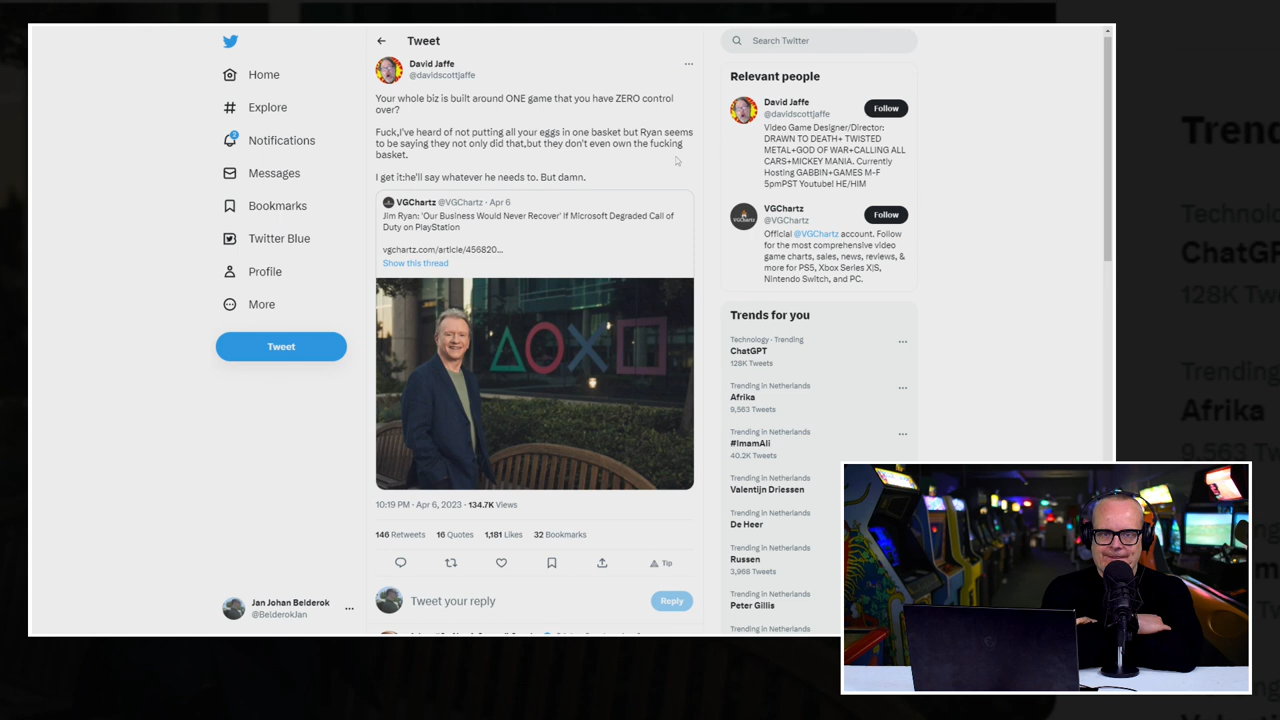 Home
Explore
2
Notifications
Messages
Bookmarks
Twitter Blue
Profile
More
Tweet
Jan Johan Belderok
@BelderokJan
Tweet
David Jaffe
@davidscottjaffe
Your whole biz is built around ONE game that you have ZERO control
over?
Fuck,I've heard of not putting all your eggs in one basket but Ryan seems
to be saying they not only did that,but they don't even own the fucking
basket.
I get it:he'll say whatever he needs to. But damn.
VGChartz @VGChartz · Apr 6
Jim Ryan: 'Our Business Would Never Recover' If Microsoft Degraded Call of
Duty on PlayStation
vgchartz.com/article/456820...
Show this thread
10:19 PM · Apr 6, 2023 · 134.7K Views
146 Retweets 16 Quotes 1,181 Likes 32 Bookmarks
Tip
Tweet your reply
Reply
Search Twitter
Relevant people
David Jaffe
@davidscottjaffe
Follow
Video Game Designer/Director:
DRAWN TO DEATH+ TWISTED
METAL+GOD OF WAR+CALLING ALL
CARS+MICKEY MANIA. Currently
Hosting GABBIN+GAMES M-F
5pmPST Youtube! HE/HIM
VGChartz
@VGChartz
Follow
Official @VGChartz account. Follow
for the most comprehensive video
game charts, sales, news, reviews, &
more for PS5, Xbox Series X|S,
Nintendo Switch, and PC.
Trends for you
Technology · Trending
ChatGPT
128K Tweets
Trending in Netherlands
Afrika
9,563 Tweets
Trending in Netherlands
#ImamAli
40.2K Tweets
Trending in Netherlands
Valentijn Driessen
Trending in Netherlands
De Heer
Trending in Netherlands
Russen
3,968 Tweets
Trending in Netherlands
Peter Gillis
Trending in Netherlands
Trend
Technolo
ChatGP
128K Twe
Trending
Afrika